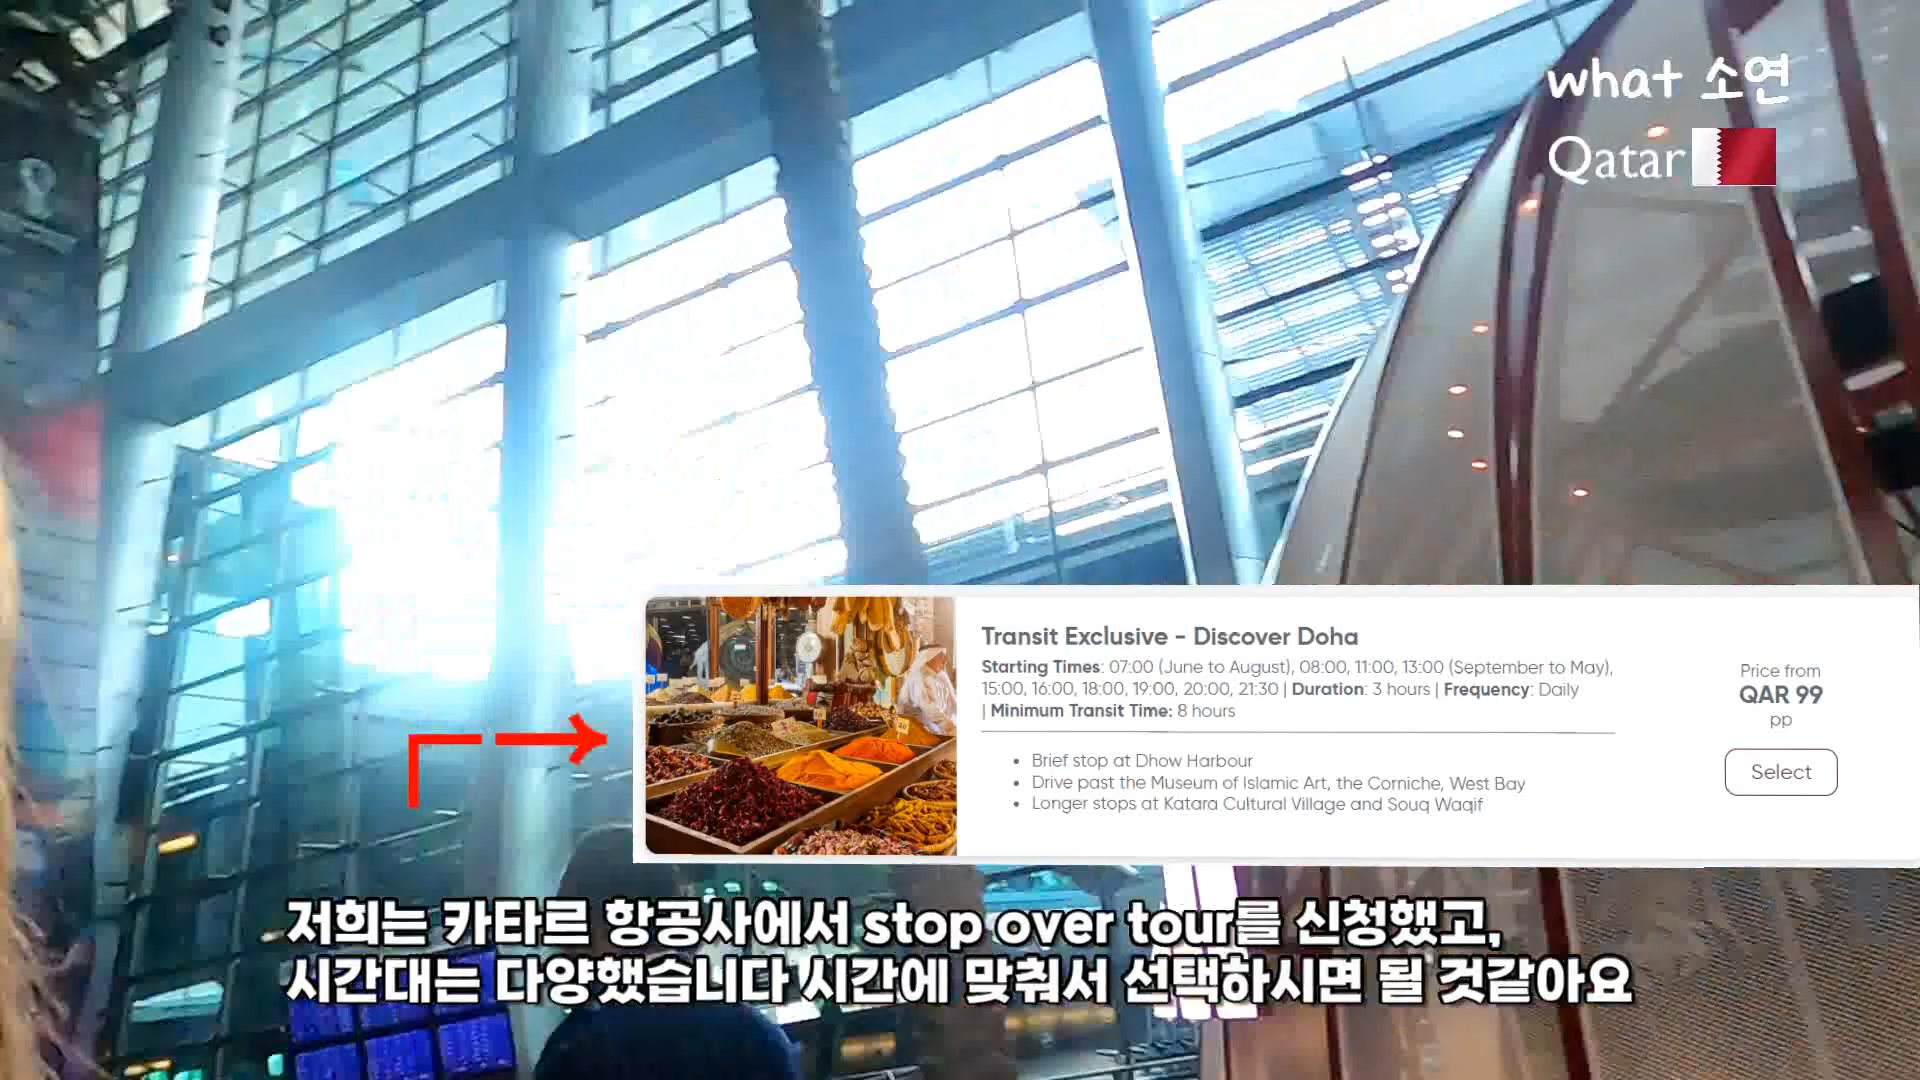 what 소연
Qatar
Transit Exclusive - Discover Doha
Starting Times: 07:00 (June to August), 08:00, 11:00, 13:00 (September to May),
15:00, 16:00, 18:00, 19:00, 20:00, 21:30 | Duration: 3 hours | Frequency: Daily
| Minimum Transit Time: 8 hours
Brief stop at Dhow Harbour
Drive past the Museum of Islamic Art, the Corniche, West Bay
Longer stops at Katara Cultural Village and Souq Waqif
Price from
QAR 99
pp
Select
저희는 카타르 항공사에서 stop over tour를 신청했고,
시간대는 다양했습니다 시간에 맞춰서 선택하시면 될 것같아요